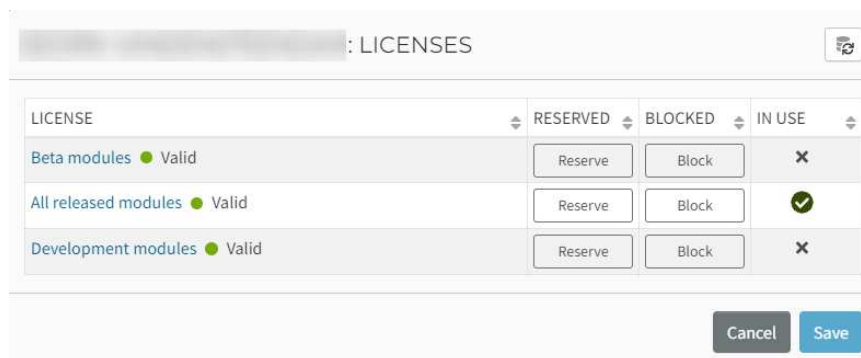 : LICENSES
LICENSE RESERVED BLOCKED IN USE
Beta modules Valid Reserve Block
All released modules Valid Reserve Block
Development modules Valid Reserve Block
Cancel Save